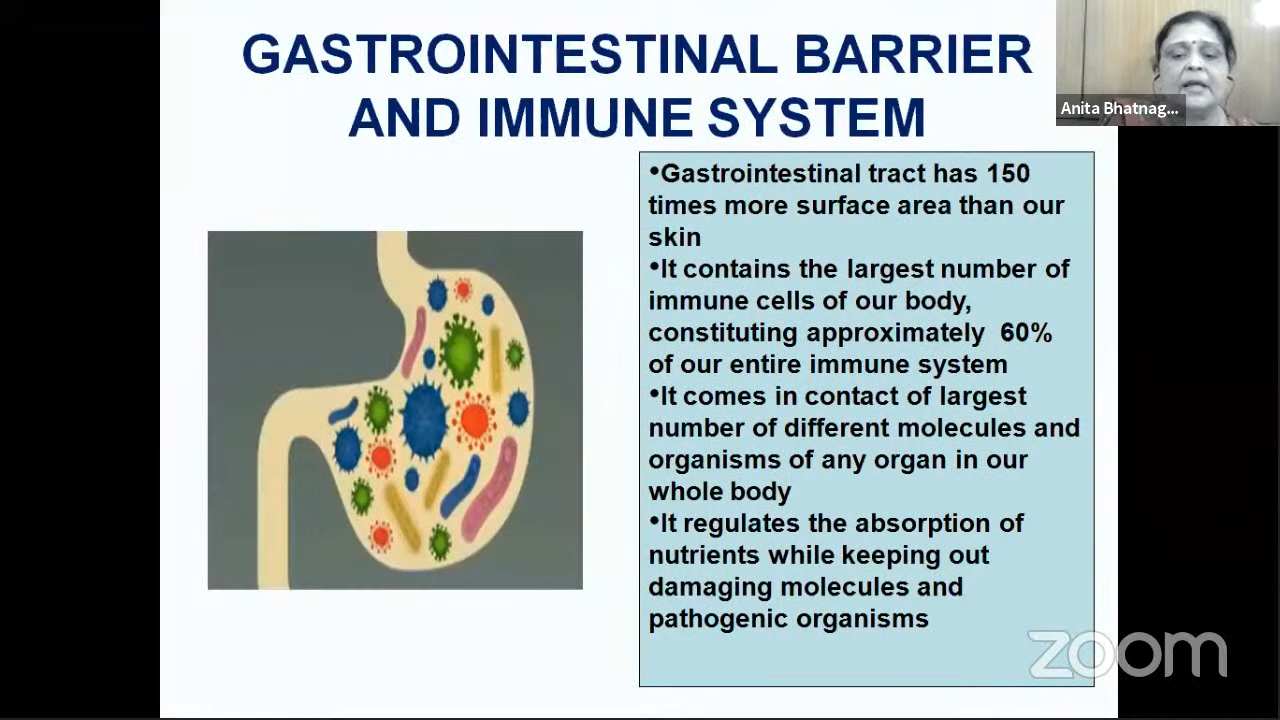 GASTROINTESTINAL BARRIER
AND IMMUNE SYSTEM
Anita Bhatnag...
•Gastrointestinal tract has 150
times more surface area than our
skin
•It contains the largest number of
immune cells of our body,
constituting approximately 60%
of our entire immune system
•It comes in contact of largest
number of different molecules and
organisms of any organ in our
whole body
•It regulates the absorption of
nutrients while keeping out
damaging molecules and
pathogenic organisms
zoom